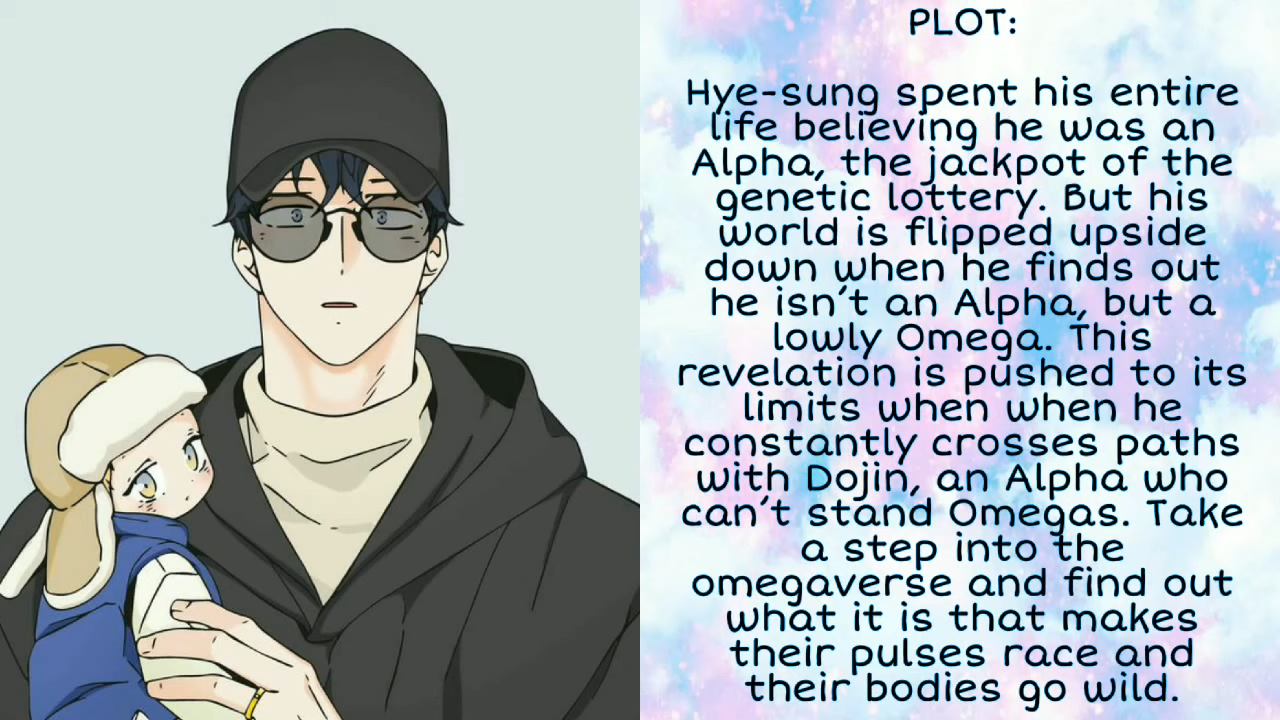 PLOT:
Hye-sung spent his entire
life believing he was an
Alpha, the jackpot of the
genetic lottery. But his
world is flipped upside
down when he finds out
he isn't an Alpha, but a
lowly Omega. This
revelation is pushed to its
limits when when he
constantly crosses paths
with Dojin, an Alpha who
can't stand Omegas. Take
a step into the
omegaverse and find out
what it is that makes
their pulses race and
their bodies go wild.